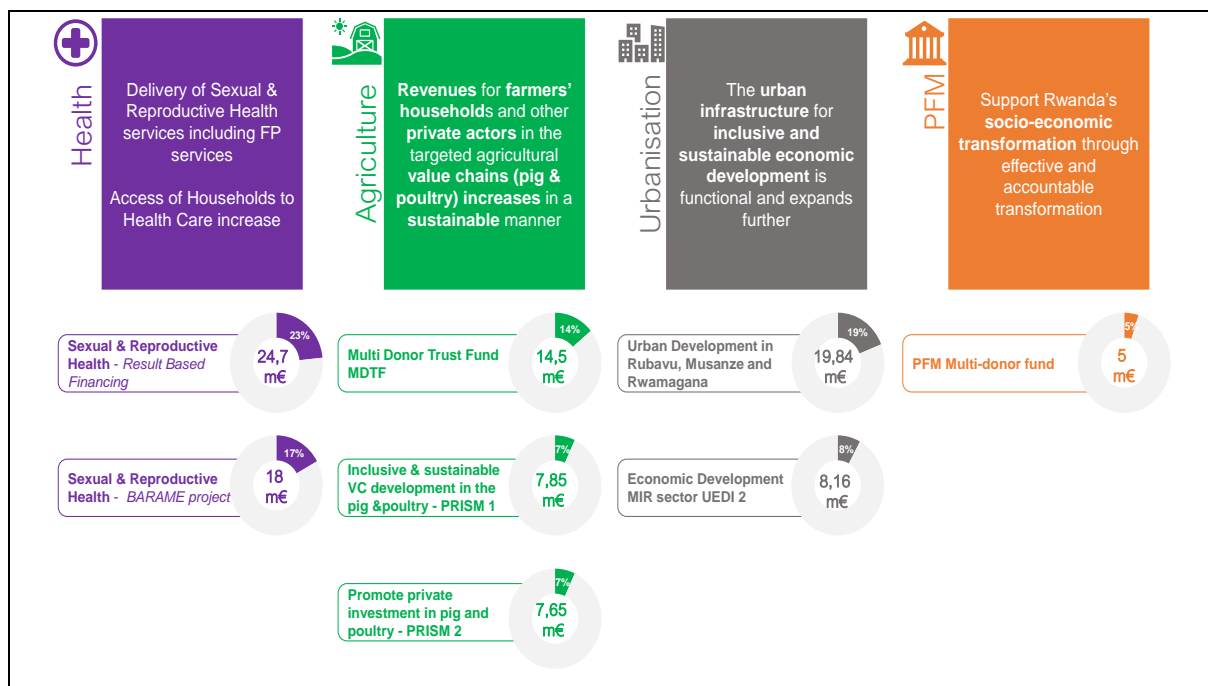 Health
Delivery of Sexual &
Reproductive Health
services including FP
services
Access of Households to
Health Care increase
Agriculture
Revenues for farmers'
households and other
private actors in the
targeted agricultural
value chains (pig &
poultry) increases in a
sustainable manner
Urbanisation
The urban
infrastructure for
inclusive and
sustainable economic
development is
functional and expands
further
PFM
Support Rwanda's
socio-economic
transformation through
effective and
accountable
transformation
Sexual & Reproductive
Health - Result Based
Financing
23%
24,7
m€
Multi Donor Trust Fund
MDTF
14%
14,5
m€
Urban Development in
Rubavu, Musanze and
Rwamagana
19%
19,84
m€
PFM Multi-donor fund
5%
5
m€
Sexual & Reproductive
Health - BARAME project
17%
18
m€
Inclusive & sustainable
VC development in the
pig &poultry - PRISM 1
7%
7,85
m€
Economic Development
MIR sector UEDI 2
8%
8,16
m€
Promote private
investment in pig and
poultry - PRISM 2
7%
7,65
m€